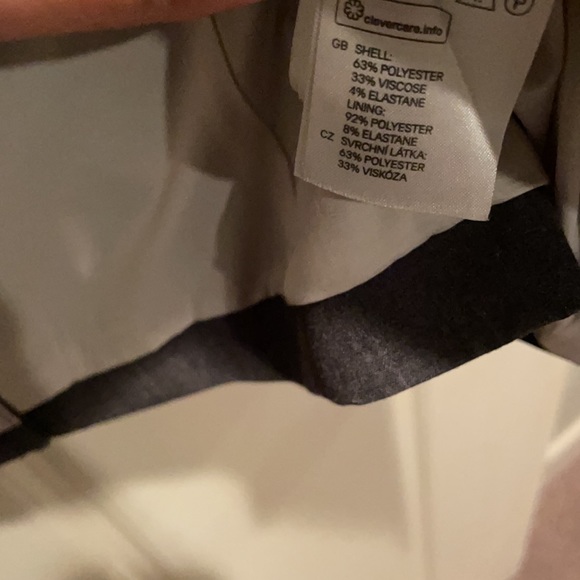 clevercare.info
P
GB SHELL:
63% POLYESTER
33% VISCOSE
4% ELASTANE
LINING:
92% POLYESTER
8% ELASTANE
CZ SVRCHNÍ LÁTKA:
63% POLYESTER
33% VISKÓZA